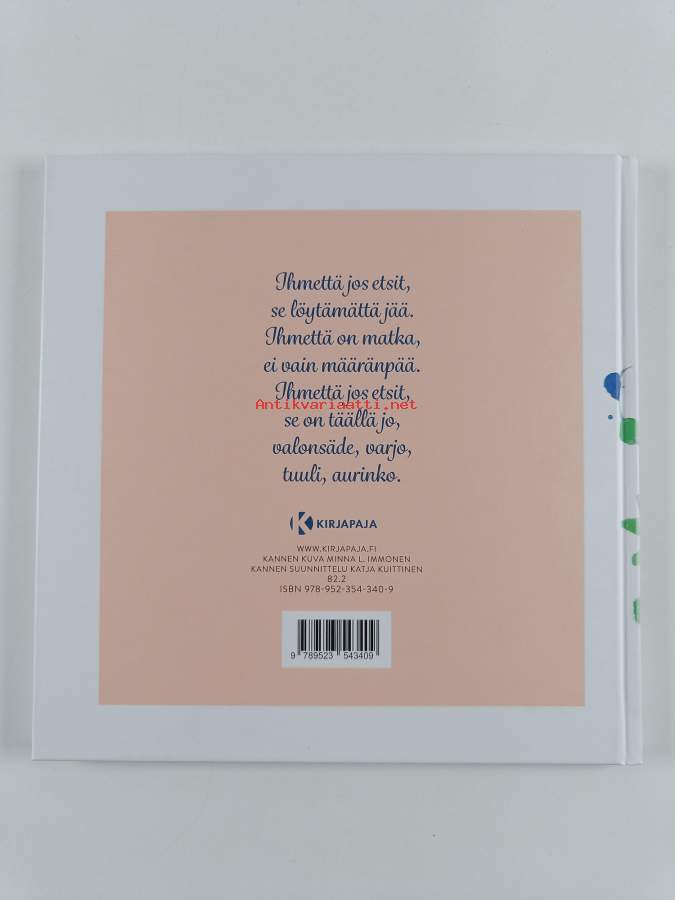 Ihmettä jos etsit,
se löytämättä jää.
Ihmettä on matka,
ei vain määränpää.
Ihmettä jos etsit,
Antikvariaatti.net
se on täällä jo,
valonsäde, varjo,
tuuli, aurinko.
KIRJAPAJA
WWW.KIRJAPAJA.FI
KANNEN KUVA MINNA L. IMMONEN
KANNEN SUUNNITTELU KATJA KUITTINEN
82.2
ISBN 978-952-354-340-9
9 789523 543409